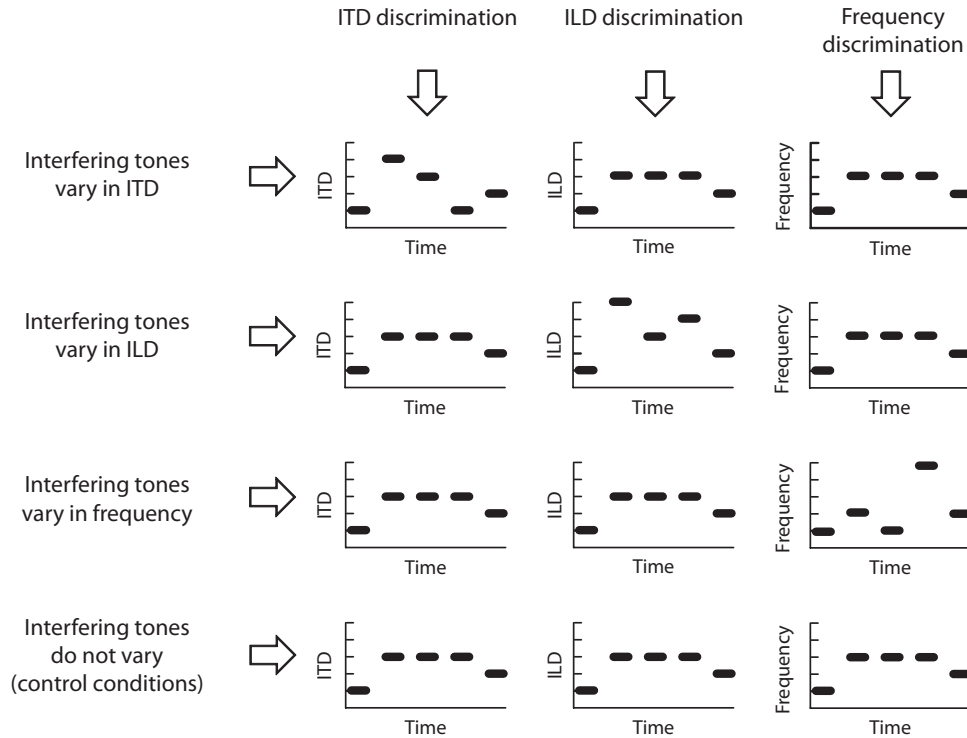 ITD discrimination
ILD discrimination
Frequency
discrimination
Interfering tones
vary in ITD
ITD
Time
ILD
Time
Frequency
Time
Interfering tones
vary in ILD
ITD
Time
ILD
Time
Frequency
Time
Interfering tones
vary in frequency
ITD
Time
ILD
Time
Frequency
Time
Interfering tones
do not vary
(control conditions)
ITD
Time
ILD
Time
Frequency
Time